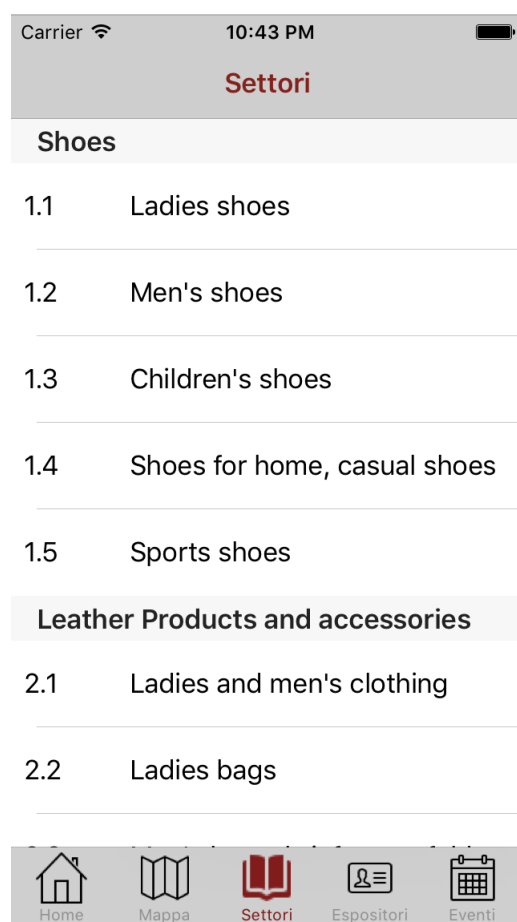 Carrier 10:43 PM
Settori
Shoes
1.1 Ladies shoes
1.2 Men's shoes
1.3 Children's shoes
1.4 Shoes for home, casual shoes
1.5 Sports shoes
Leather Products and accessories
2.1 Ladies and men's clothing
2.2 Ladies bags
Home Mappa Settori Espositori Eventi